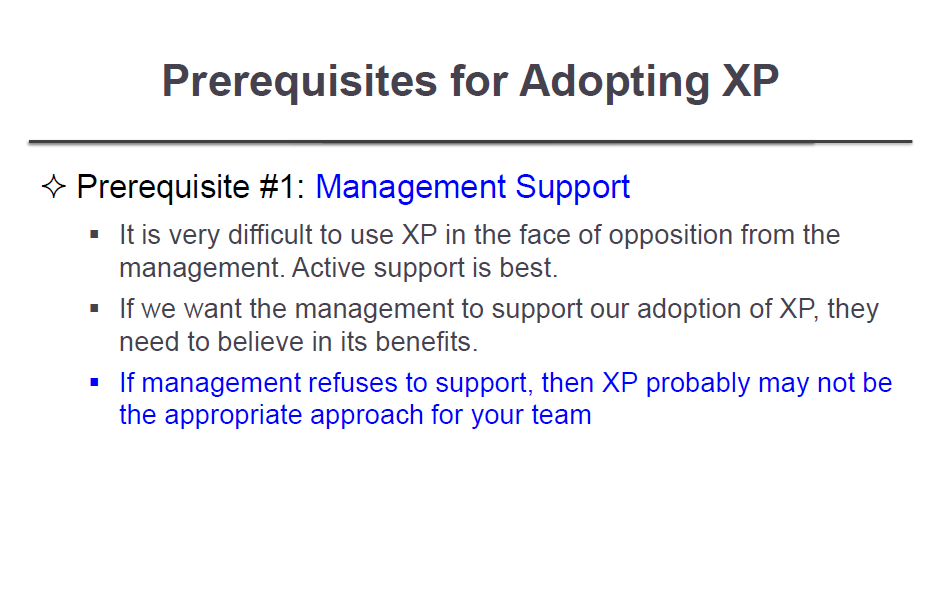 Prerequisites for Adopting XP
✧ Prerequisite #1: Management Support
▪ It is very difficult to use XP in the face of opposition from the
management. Active support is best.
▪ If we want the management to support our adoption of XP, they
need to believe in its benefits.
▪ If management refuses to support, then XP probably may not be
the appropriate approach for your team